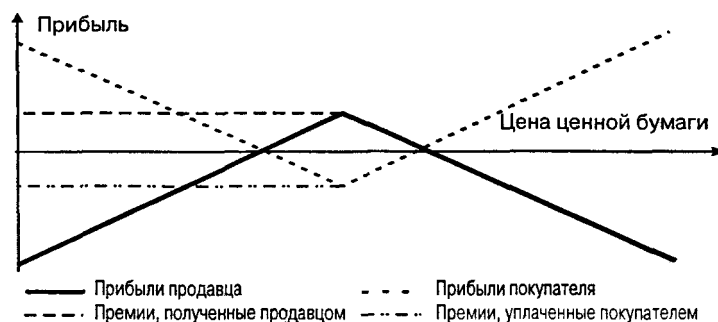 Прибыль
Цена ценной бумаги
Прибыли продавца
Прибыли покупателя
Премии, полученные продавцом
Премии, уплаченные покупателем